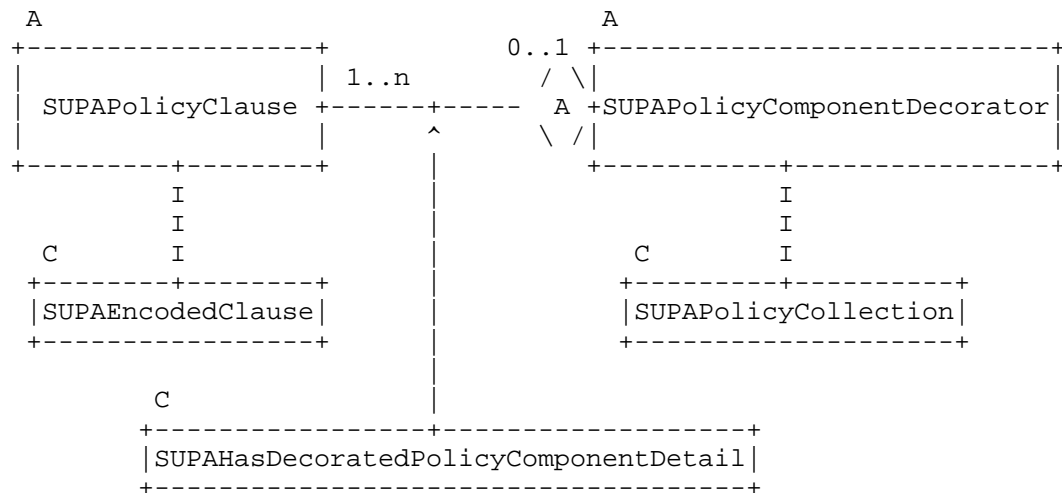 A A
0..1
1..n
SUPAPolicyClause A SUPAPolicyComponentDecorator
I I
I I
C I C I
SUPAEncodedClause SUPAPolicyCollection
C
SUPAHasDecoratedPolicyComponentDetail